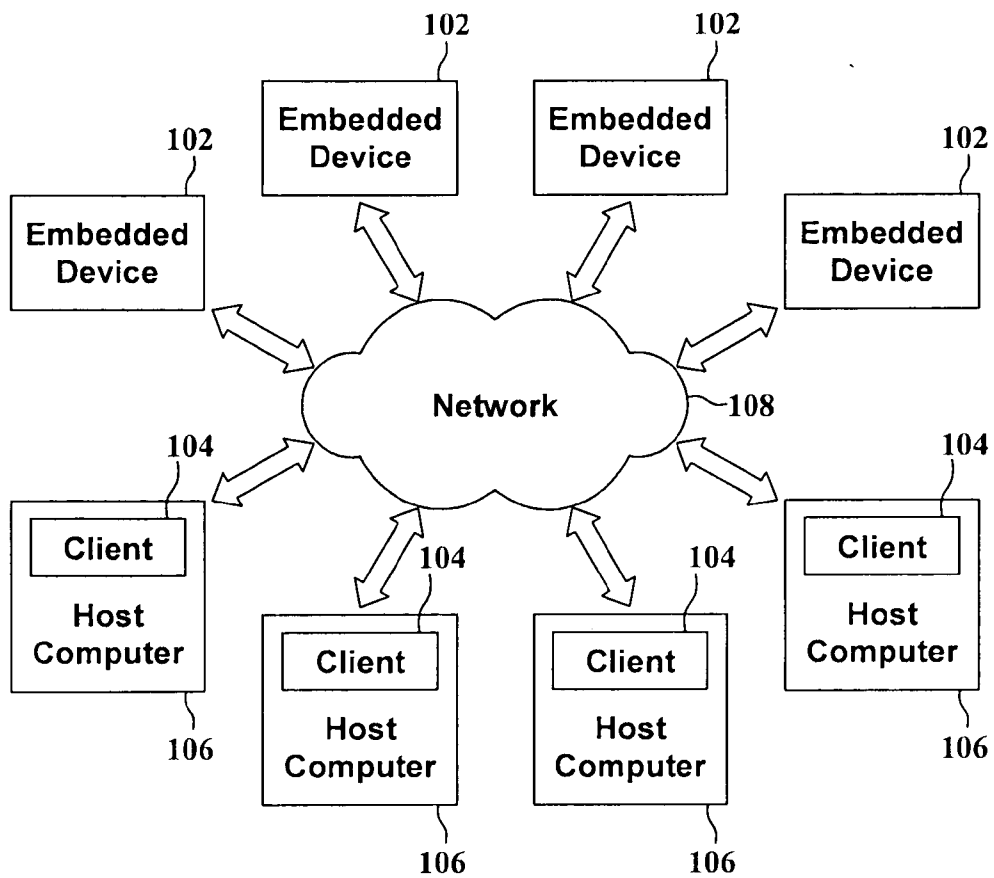 102
102
Embedded
Device
Embedded
Device
102
102
Embedded
Device
Embedded
Device
Network
108
104
104
Client
Host
Computer
Client
Host
Computer
104
104
Client
Host
Computer
Client
Host
Computer
106
106
106
106